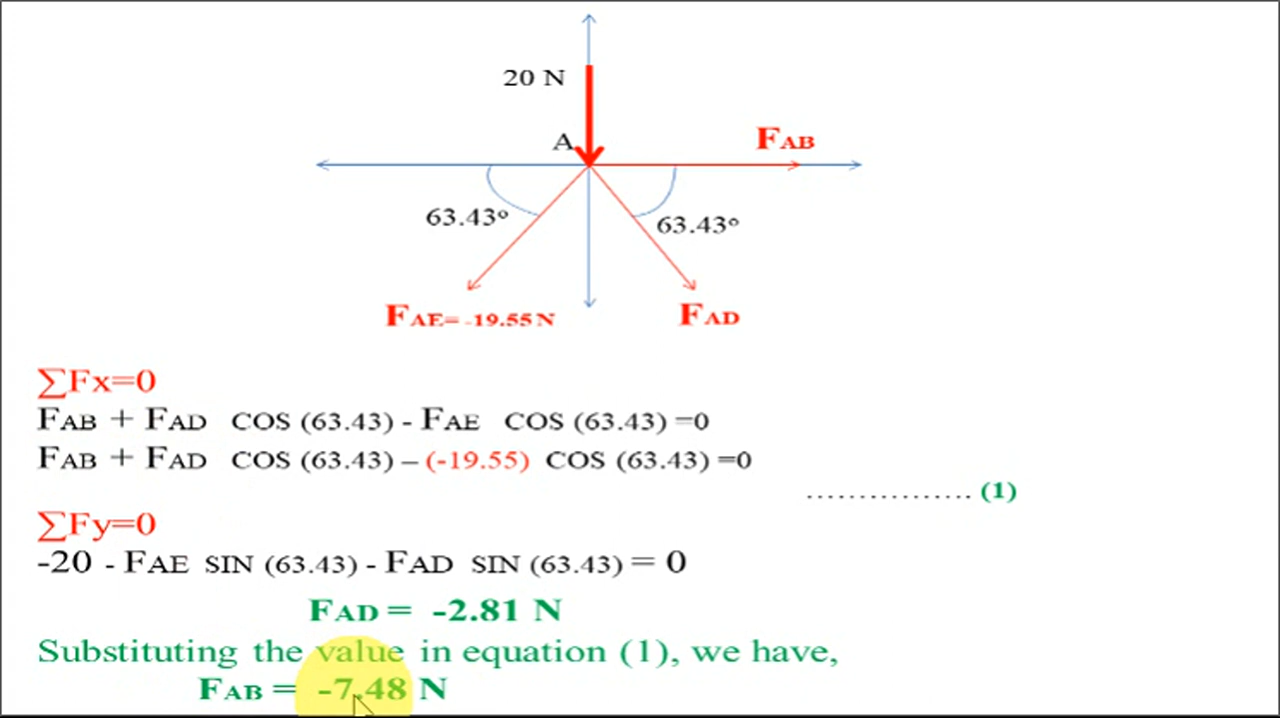 20 N
A
FAB
63.43°
63.43°
FAE= -19.55 N
FAD
∑Fx=0
FAB + FAD COS (63.43) - FAE COS (63.43) =0
FAB + FAD COS (63.43) – (-19.55) COS (63.43) =0
................ (1)
∑Fy=0
-20 - FAE SIN (63.43) - FAD SIN (63.43) = 0
FAD = -2.81 N
Substituting the value in equation (1), we have,
FAB = -7.48 N